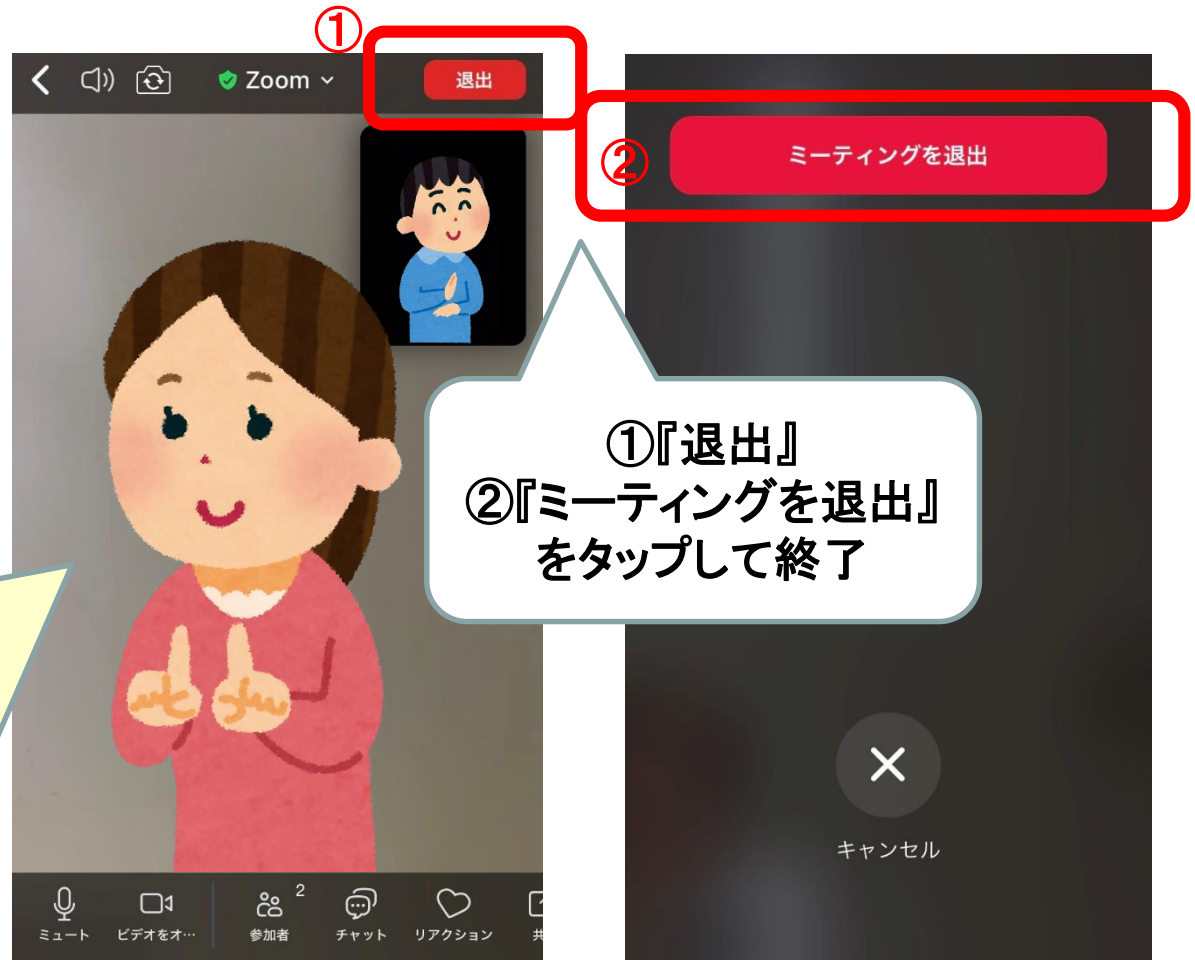 ①
Zoom
退出
②
ミーティングを退出
①『退出』
②『ミーティングを退出』
をタップして終了
キャンセル
2
ミュート
ビデオをオ…
参加者
チャット
リアクション
共